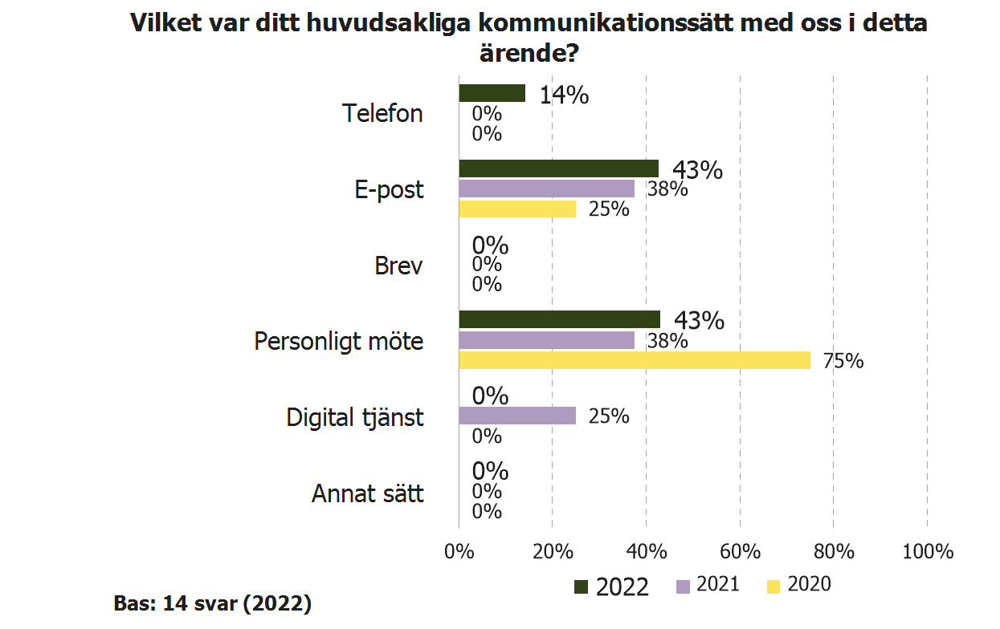 Vilket var ditt huvudsakliga kommunikationssätt med oss i detta
ärende?
Telefon
14%
0%
0%
E-post
43%
38%
25%
Brev
0%
0%
0%
Personligt möte
43%
38%
75%
Digital tjänst
0%
25%
0%
Annat sätt
0%
0%
0%
0% 20% 40% 60% 80% 100%
2022 2021 2020
Bas: 14 svar (2022)